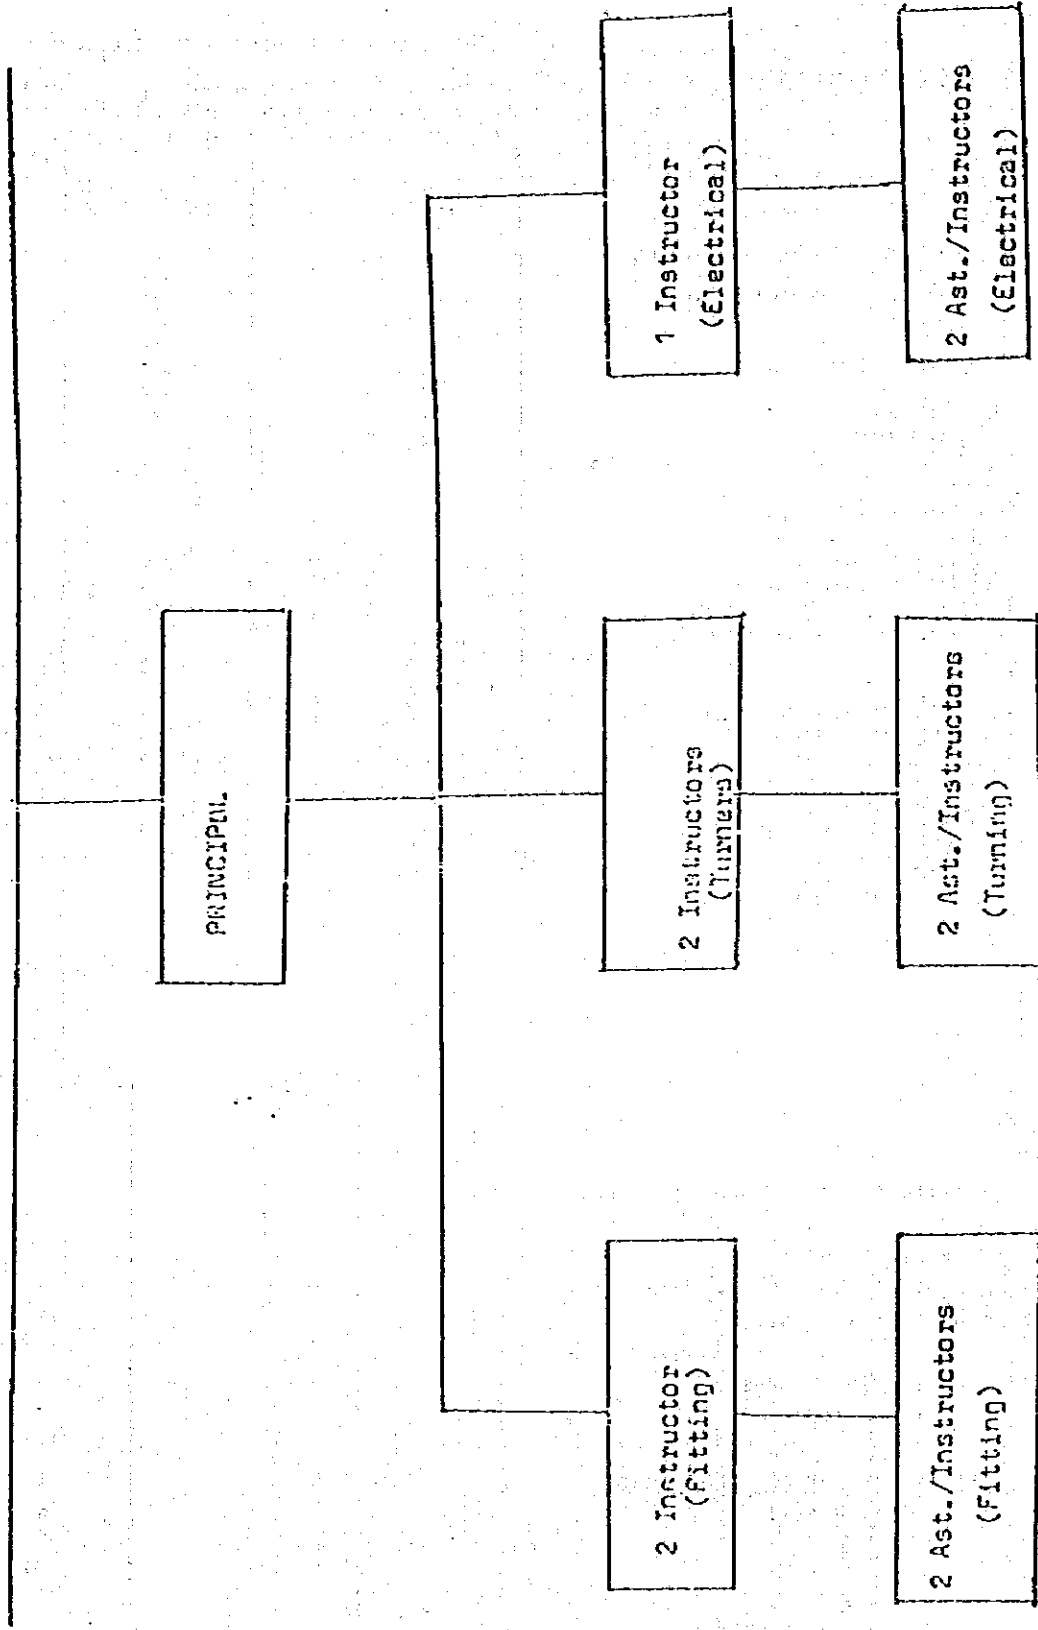 PRINCIPAL
2 Instructor
(Fitting)
2 Instructors
(Turners)
1 Instructor
(Electrical)
2 Ast./Instructors
(Fitting)
2 Ast./Instructors
(Turning)
2 Ast./Instructors
(Electrical)